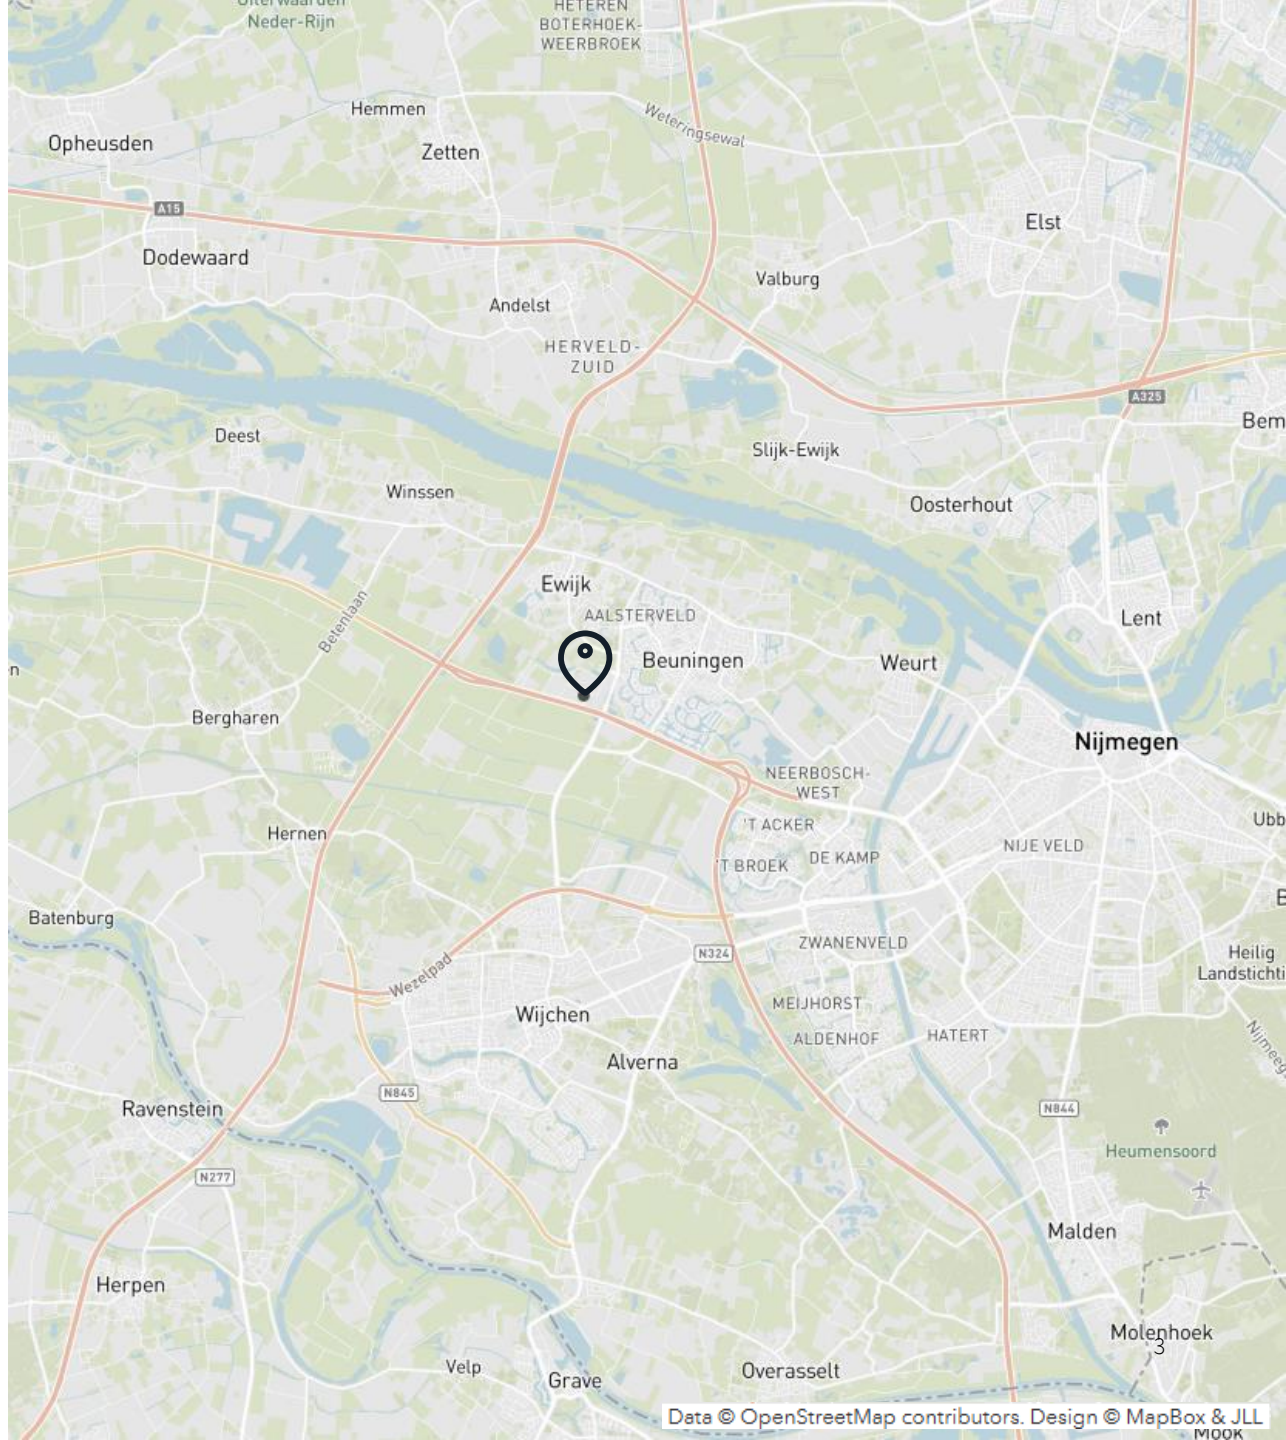 Uiterwaarden
Neder-Rijn
HETEREN
BOTERHOEK-
WEERBROEK
Hemmen
Weteringsewal
Opheusden
Zetten
A15
Elst
Dodewaard
Valburg
Andelst
HERVELD-
ZUID
A325
Bem
Deest
Slijk-Ewijk
Winssen
Oosterhout
Ewijk
Betenlaan
AALSTERVELD
Lent
Beuningen
Weurt
n
Bergharen
Nijmegen
NEERBOSCH-
WEST
'T ACKER
Ubb
Hernen
NIJE VELD
DE KAMP
'T BROEK
Batenburg
ZWANENVELD
N324
Heilig
Landstichti
Wezelpad
MEIJHORST
Wijchen
ALDENHOF
HATERT
Nijmeegs
Alverna
N845
Ravenstein
N844
Heumensoord
N277
Malden
Herpen
Molenhoek
3
Velp
Overasselt
Grave
Data © OpenStreetMap contributors. Design © MapBox & JLL
Mook